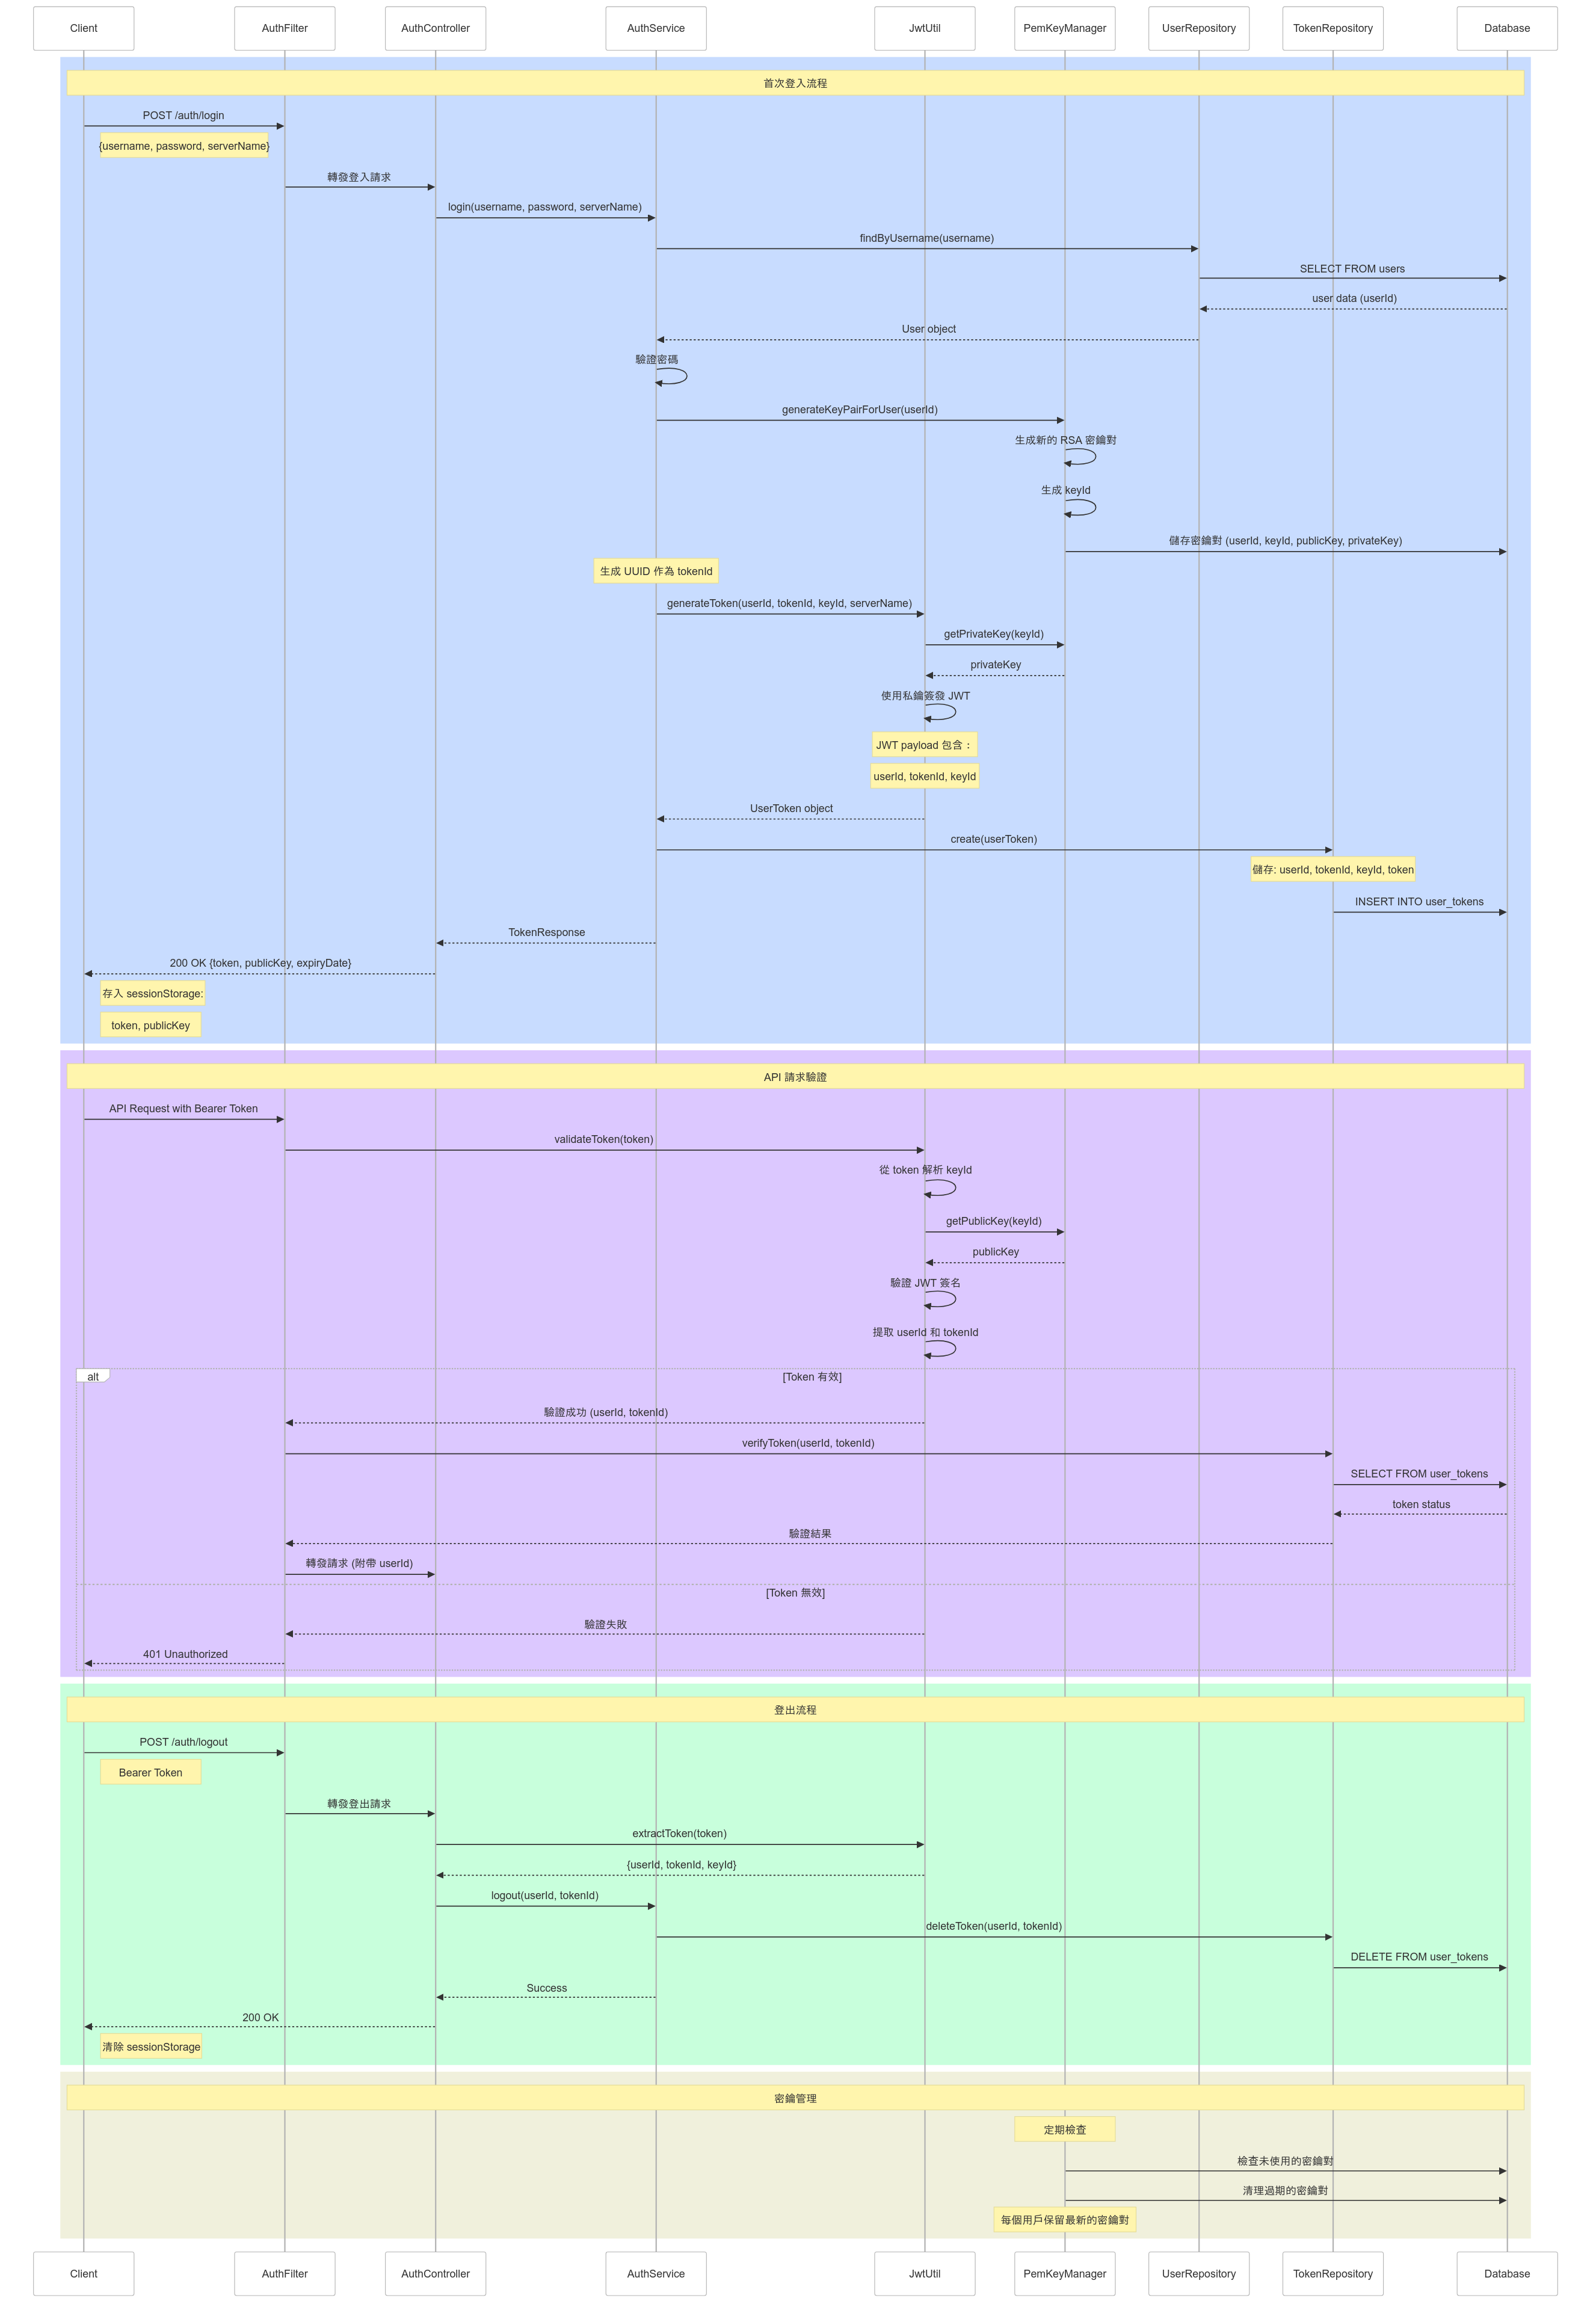 Client
AuthFilter
AuthController
AuthService
JwtUtil
PemKeyManager
UserRepository
TokenRepository
Database
首次登入流程
POST /auth/login
{username, password, serverName}
轉發登入請求
login(username, password, serverName)
findByUsername(username)
SELECT FROM users
user data (userId)
User object
驗證密碼
generateKeyPairForUser(userId)
生成新的 RSA 密鑰對
生成 keyId
儲存密鑰對 (userId, keyId, publicKey, privateKey)
生成 UUID 作為 tokenId
generateToken(userId, tokenId, keyId, serverName)
getPrivateKey(keyId)
privateKey
使用私鑰簽發 JWT
JWT payload 包含：
userId, tokenId, keyId
UserToken object
create(userToken)
儲存: userId, tokenId, keyId, token
INSERT INTO user_tokens
TokenResponse
200 OK {token, publicKey, expiryDate}
存入 sessionStorage:
token, publicKey
API 請求驗證
API Request with Bearer Token
validateToken(token)
從 token 解析 keyId
getPublicKey(keyId)
publicKey
驗證 JWT 簽名
提取 userId 和 tokenId
alt
[Token 有效]
驗證成功 (userId, tokenId)
verifyToken(userId, tokenId)
SELECT FROM user_tokens
token status
驗證結果
轉發請求 (附帶 userId)
[Token 無效]
驗證失敗
401 Unauthorized
登出流程
POST /auth/logout
Bearer Token
轉發登出請求
extractToken(token)
{userId, tokenId, keyId}
logout(userId, tokenId)
deleteToken(userId, tokenId)
DELETE FROM user_tokens
Success
200 OK
清除 sessionStorage
密鑰管理
定期檢查
檢查未使用的密鑰對
清理過期的密鑰對
每個用戶保留最新的密鑰對
Client
AuthFilter
AuthController
AuthService
JwtUtil
PemKeyManager
UserRepository
TokenRepository
Database